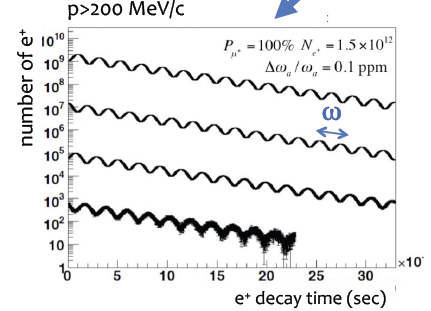 p>200 MeV/c
P_μ+ = 100% N_e+ = 1.5×10^12
Δω_a/ω_a = 0.1 ppm
ω
number of e+
10^10
10^9
10^8
10^7
10^6
10^5
10^4
10^3
10^2
10
1
0 5 10 15 20 25 30
e+ decay time (sec)